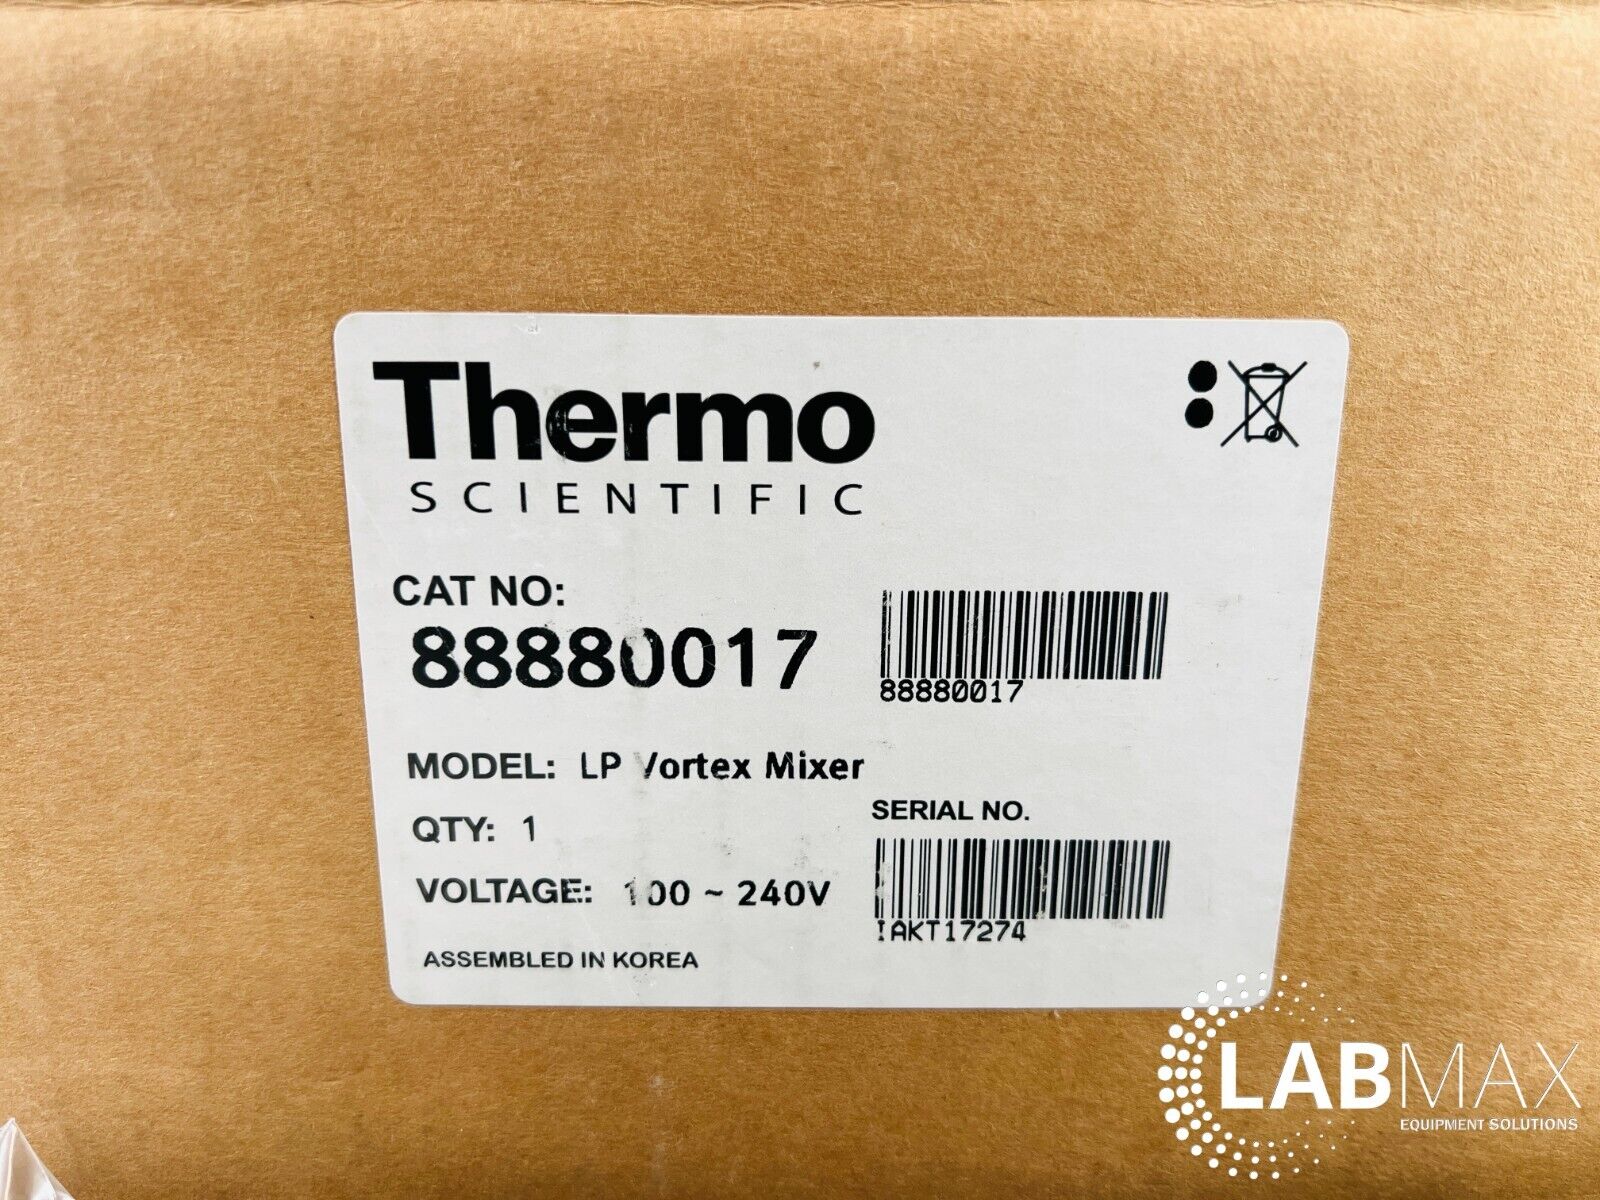 Thermo
SCIENTIFIC
CAT NO:
88880017
88880017
MODEL: LP Vortex Mixer
QTY: 1
SERIAL NO.
VOLTAGE: 100 ~ 240V
IAKT17274
ASSEMBLED IN KOREA
LABMAX
EQUIPMENT SOLUTIONS